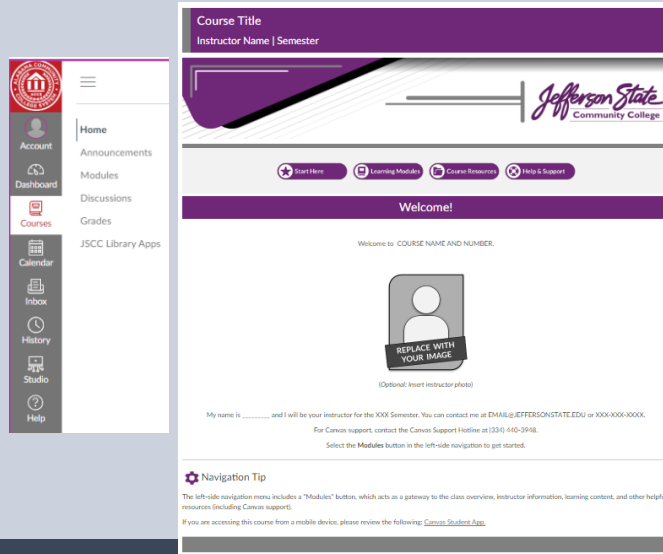 ALABAMA COMMUNITY
COLLEGE SYSTEM
Account
Dashboard
Courses
Calendar
Inbox
History
Studio
Help
Home
Announcements
Modules
Discussions
Grades
JSCC Library Apps
Course Title
Instructor Name | Semester
Jefferson State
Community College
Start Here
Learning Modules
Course Resources
Help & Support
Welcome!
Welcome to COURSE NAME AND NUMBER.
REPLACE WITH
YOUR IMAGE
(Optional: Insert instructor photo)
My name is ________ and I will be your instructor for the XXX Semester. You can contact me at EMAIL@JEFFERSONSTATE.EDU or XXX-XXX-XXXX.
For Canvas support, contact the Canvas Support Hotline at (334) 440-3948.
Select the Modules button in the left-side navigation to get started.
Navigation Tip
The left-side navigation menu includes a "Modules" button, which acts as a gateway to the class overview, instructor information, learning content, and other helpf
resources (including Canvas support).
If you are accessing this course from a mobile device, please review the following: Canvas Student App.